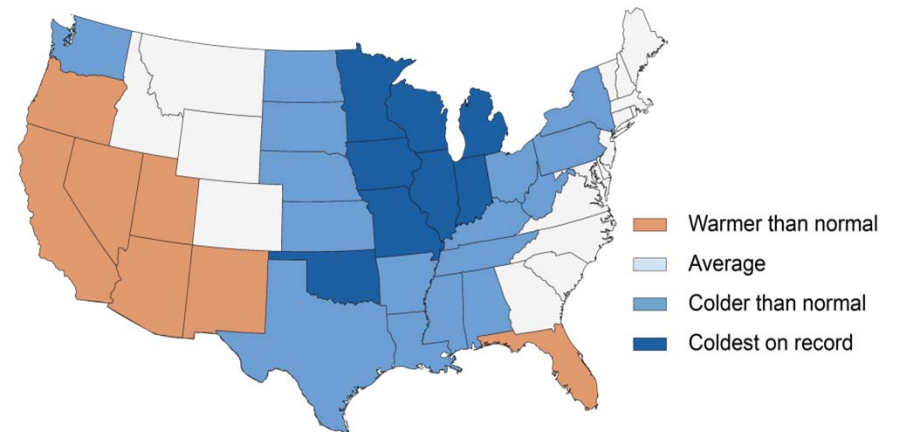 Warmer than normal
Average
Colder than normal
Coldest on record